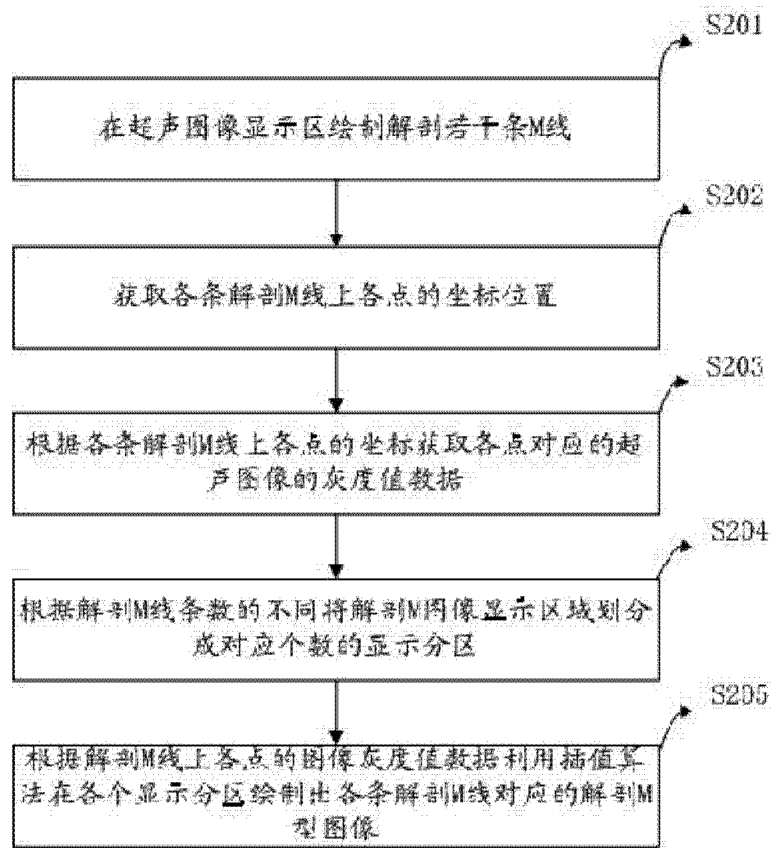 S201
在超声图像显示区绘制解剖若干条M线
S202
获取各条解剖M线上各点的坐标位置
S203
根据各条解剖M线上各点的坐标获取各点对应的超
声图像的灰度值数据
S204
根据解剖M线条数的不同将解剖M图像显示区域划分
成对应个数的显示分区
S205
根据解剖M线上各点的图像灰度值数据利用插值算
法在各个显示分区绘制出各条解剖M线对应的解剖M
型图像